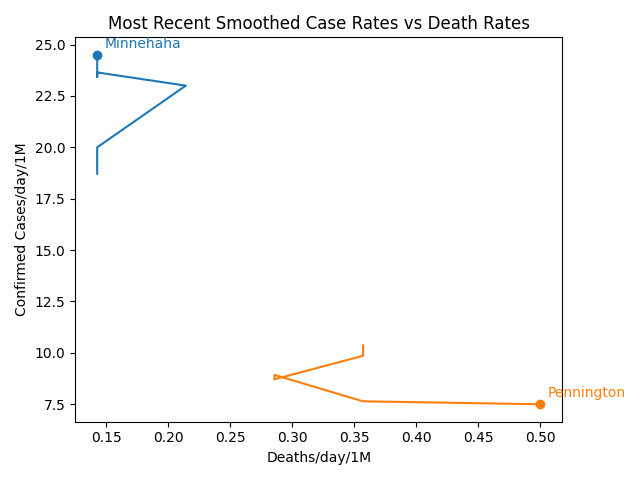 Most Recent Smoothed Case Rates vs Death Rates
Minnehaha
Pennington
Confirmed Cases/day/1M
25.0
22.5
20.0
17.5
15.0
12.5
10.0
7.5
0.15 0.20 0.25 0.30 0.35 0.40 0.45 0.50
Deaths/day/1M